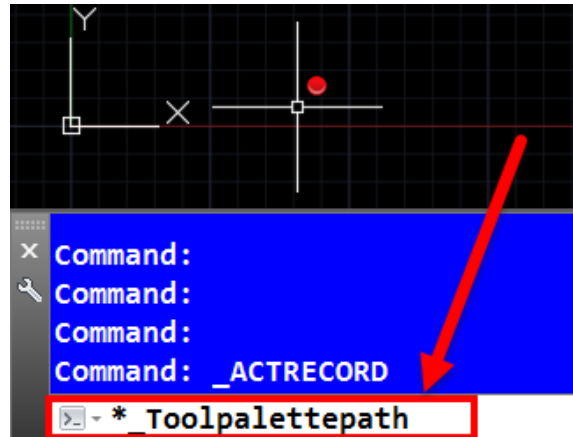 Y
X
Command:
Command:
Command:
Command: _ACTRECORD
*_Toolpalettepath